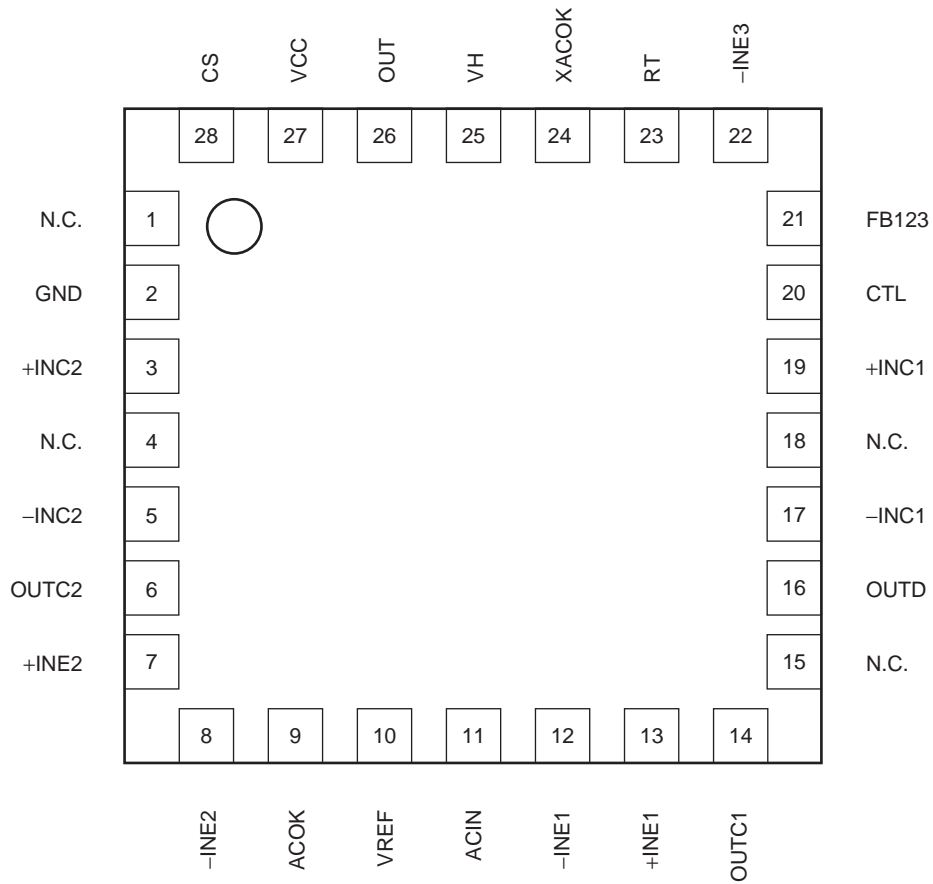 CS VCC OUT VH XACOK RT −INE3
28 27 26 25 24 23 22
N.C. 1 21 FB123
GND 2 20 CTL
+INC2 3 19 +INC1
N.C. 4 18 N.C.
−INC2 5 17 −INC1
OUTC2 6 16 OUTD
+INE2 7 15 N.C.
8 9 10 11 12 13 14
−INE2 ACOK VREF ACIN −INE1 +INE1 OUTC1